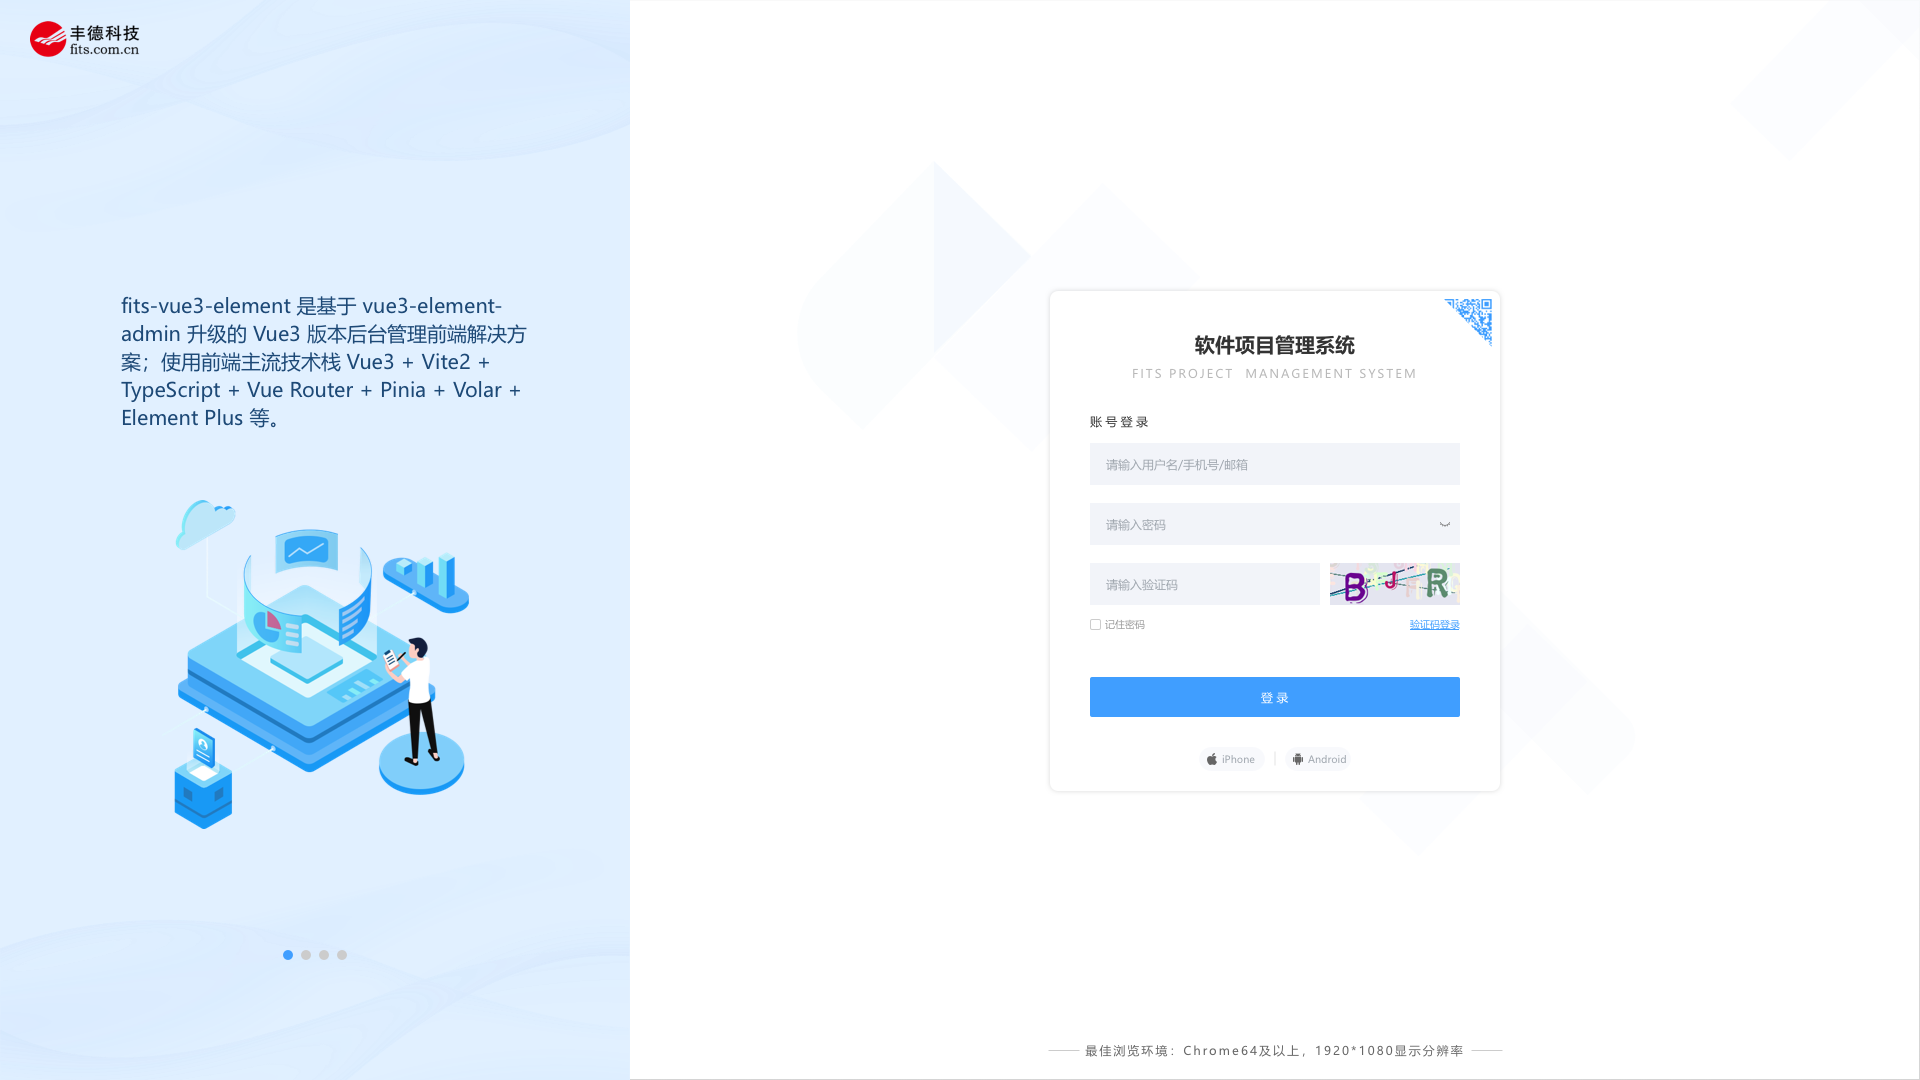 丰德科技
fits.com.cn
fits-vue3-element 是基于 vue3-element-
admin 升级的 Vue3 版本后台管理前端解决方
案；使用前端主流技术栈 Vue3 + Vite2 +
TypeScript + Vue Router + Pinia + Volar +
Element Plus 等。
软件项目管理系统
FITS PROJECT MANAGEMENT SYSTEM
账号登录
请输入用户名/手机号/邮箱
请输入密码
请输入验证码
B J R
记住密码
验证码登录
登录
iPhone
Android
最佳浏览环境：Chrome64及以上，1920*1080显示分辨率